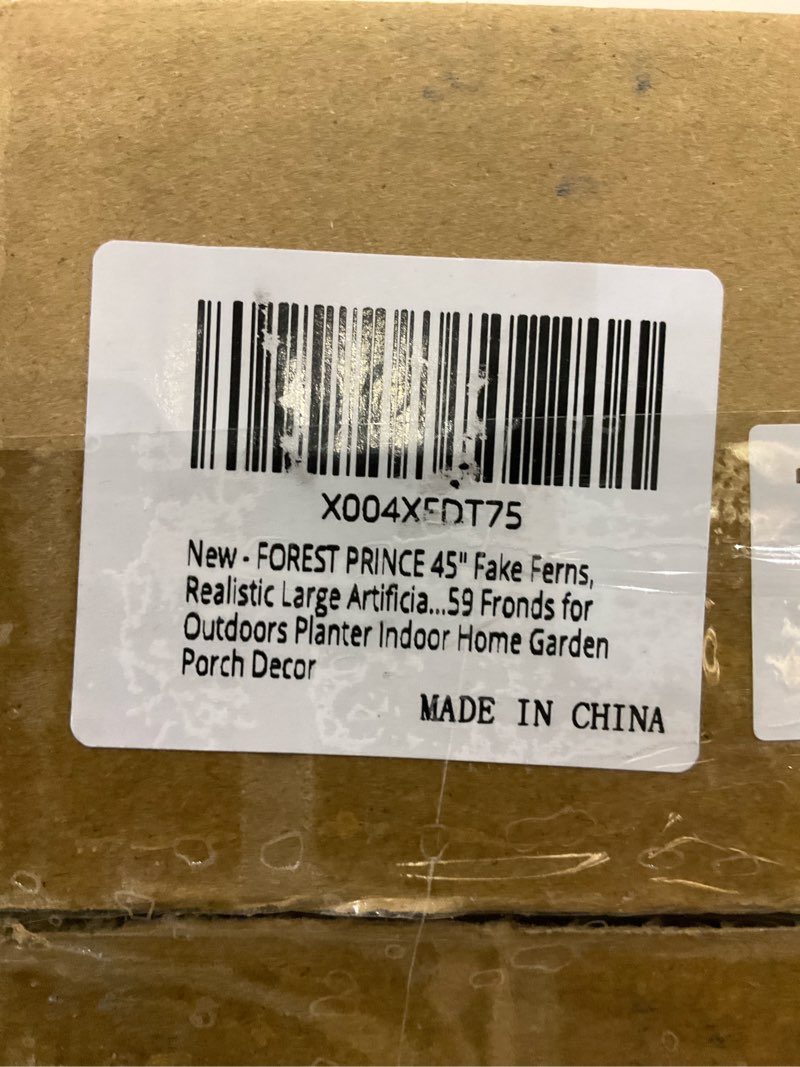 X004XFDT75
New - FOREST PRINCE 45" Fake Ferns,
Realistic Large Artificia...59 Fronds for
Outdoors Planter Indoor Home Garden
Porch Decor
MADE IN CHINA